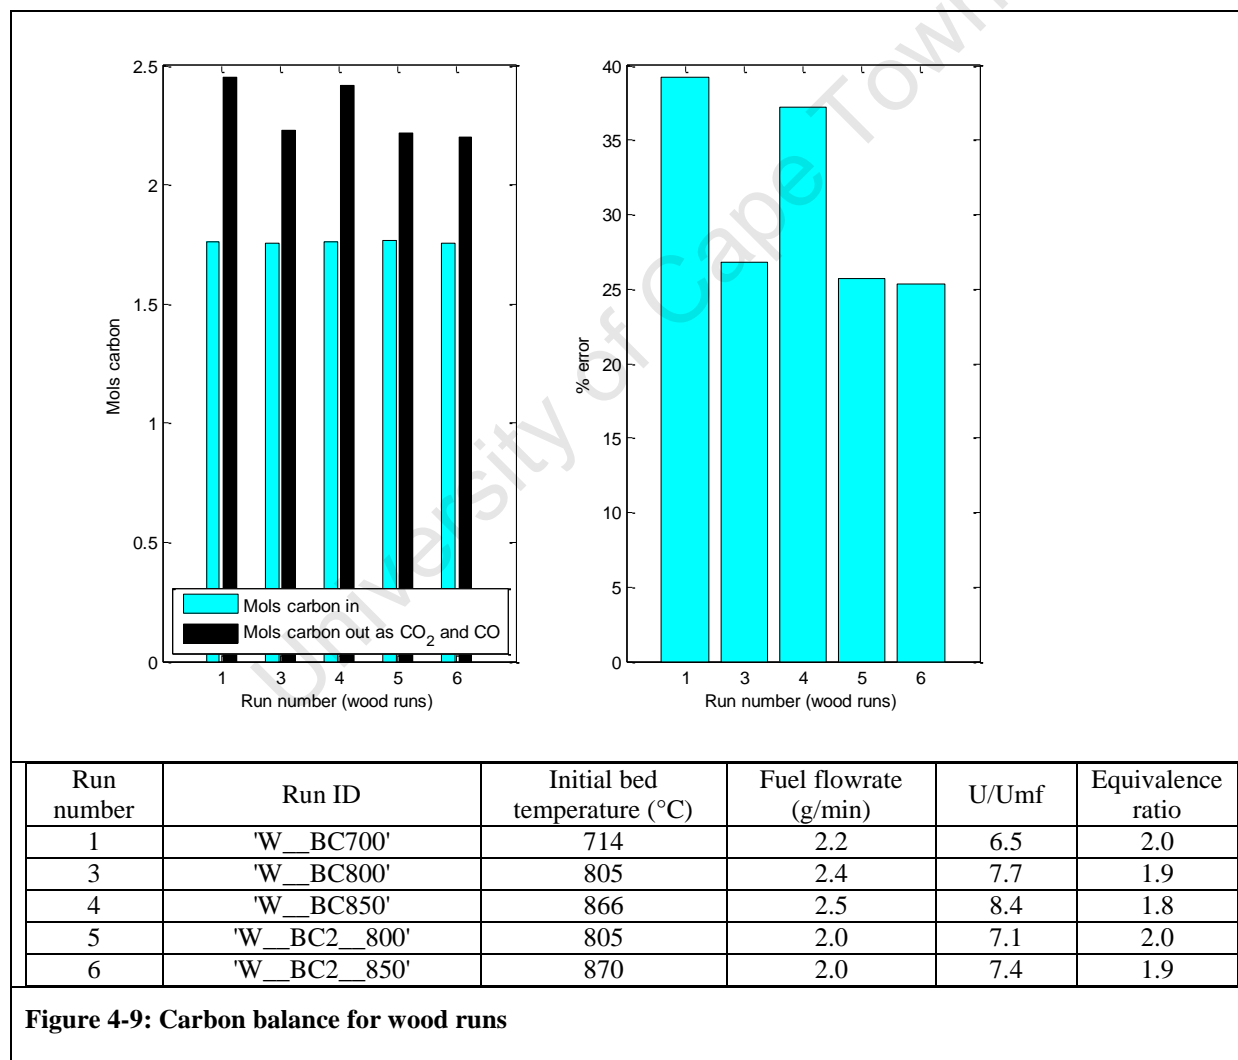 2.5
2
1.5
1
0.5
0
Mols carbon
Mols carbon in
Mols carbon out as CO2 and CO
1 3 4 5 6
Run number (wood runs)
40
35
30
25
20
15
10
5
0
% error
1 3 4 5 6
Run number (wood runs)
University of Cape Town
Run number Run ID Initial bed temperature (°C) Fuel flowrate (g/min) U/Umf Equivalence ratio
1 'W__BC700' 714 2.2 6.5 2.0
3 'W__BC800' 805 2.4 7.7 1.9
4 'W__BC850' 866 2.5 8.4 1.8
5 'W__BC2__800' 805 2.0 7.1 2.0
6 'W__BC2__850' 870 2.0 7.4 1.9
Figure 4-9: Carbon balance for wood runs